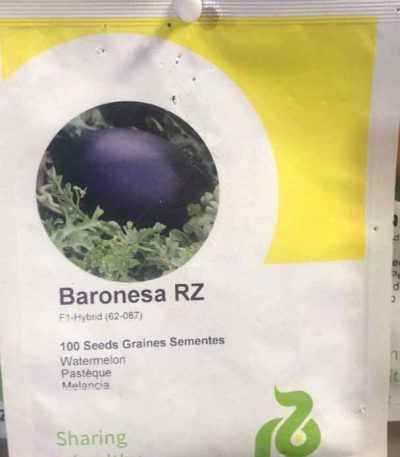 Baronesa RZ
F1-Hybrid (62-087)
100 Seeds Graines Sementes
Watermelon
Pastèque
Melancia
Sharing